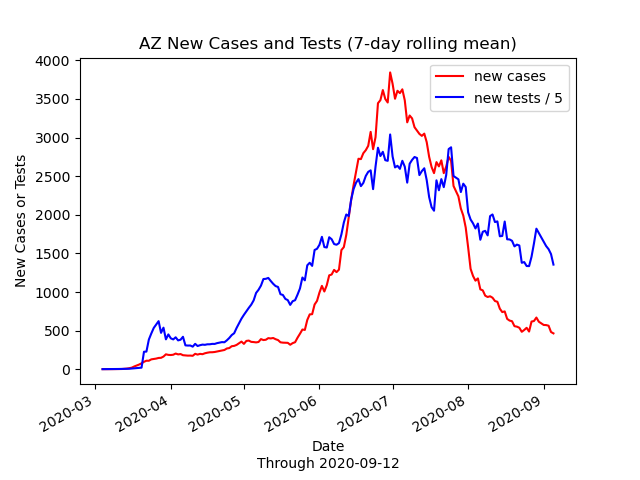 AZ New Cases and Tests (7-day rolling mean)
new cases
new tests / 5
New Cases or Tests
4000
3500
3000
2500
2000
1500
1000
500
0
2020-03
2020-04
2020-05
2020-06
2020-07
2020-08
2020-09
Date
Through 2020-09-12